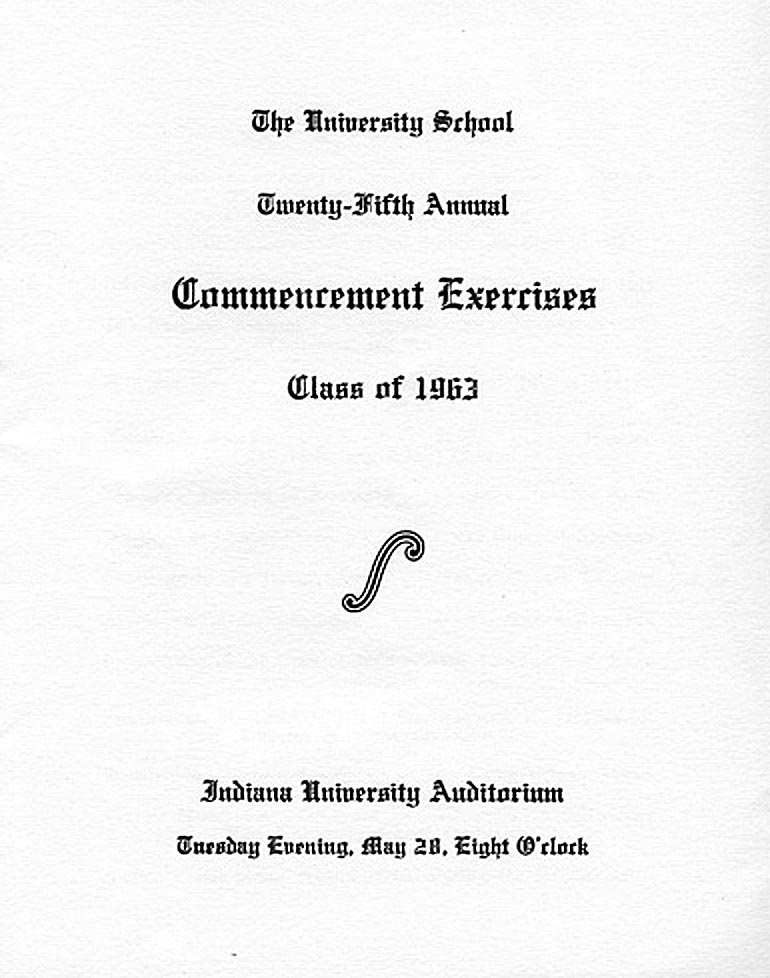 The University School
Twenty-Fifth Annual
Commencement Exercises
Class of 1963
Indiana University Auditorium
Tuesday Evening, May 28, Eight O'clock